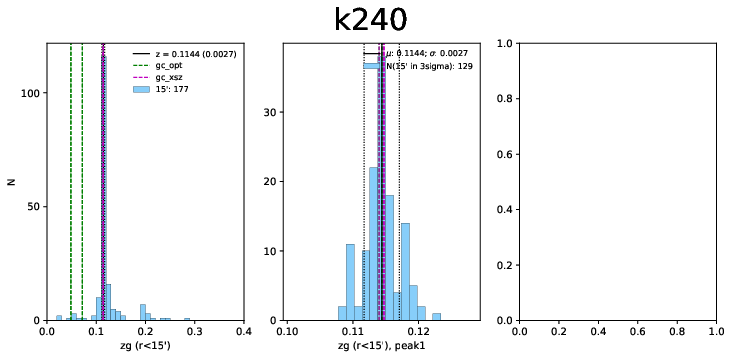 k240
z = 0.1144 (0.0027)
gc_opt
gc_xsz
15': 177
N
0 50 100
0.0 0.1 0.2 0.3 0.4
zg (r<15')
μ: 0.1144; σ: 0.0027
N(15' in 3sigma): 129
0 10 20 30
0.10 0.11 0.12
zg (r<15'), peak1
0.0 0.2 0.4 0.6 0.8 1.0
0.0 0.2 0.4 0.6 0.8 1.0